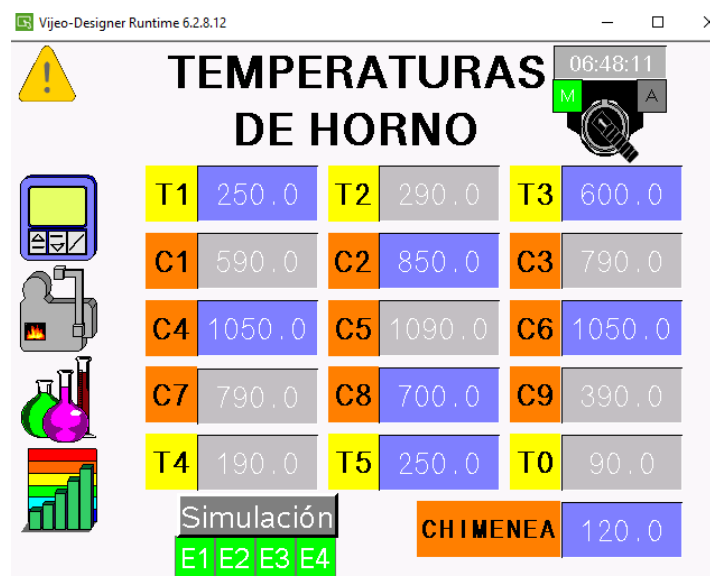 Vijeo-Designer Runtime 6.2.8.12
TEMPERATURAS
DE HORNO
06:48:11
M A
T1 250.0 T2 290.0 T3 600.0
C1 590.0 C2 850.0 C3 790.0
C4 1050.0 C5 1090.0 C6 1050.0
C7 790.0 C8 700.0 C9 390.0
T4 190.0 T5 250.0 T0 90.0
Simulación
E1 E2 E3 E4
CHIMENEA 120.0